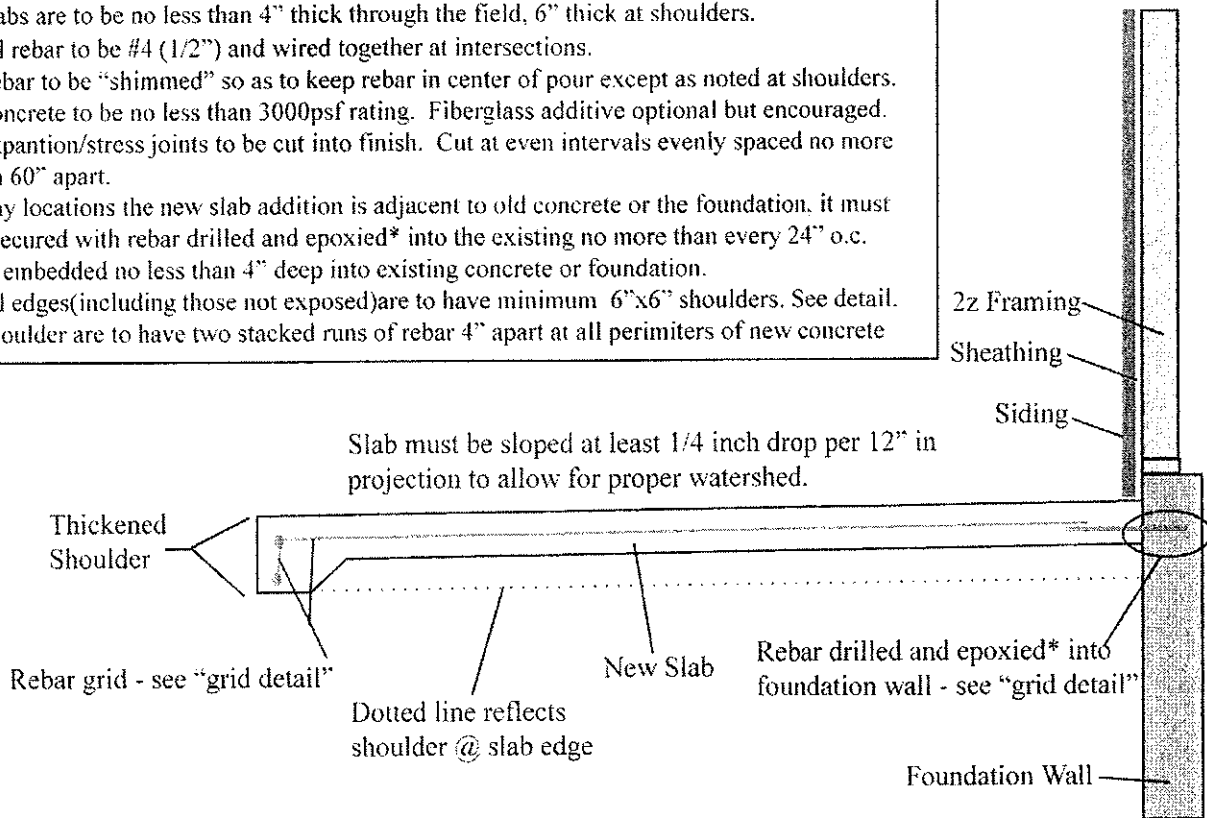 abs are to be no less than 4” thick through the field, 6” thick at shoulders.
l rebar to be #4 (1/2”) and wired together at intersections.
ebar to be “shimmed” so as to keep rebar in center of pour except as noted at shoulders.
oncrete to be no less than 3000psf rating. Fiberglass additive optional but encouraged.
xpantion/stress joints to be cut into finish. Cut at even intervals evenly spaced no more
n 60” apart.
ny locations the new slab addition is adjacent to old concrete or the foundation, it must
secured with rebar drilled and epoxied* into the existing no more than every 24” o.c.
embedded no less than 4” deep into existing concrete or foundation.
l edges(including those not exposed)are to have minimum 6”x6” shoulders. See detail.
oulder are to have two stacked runs of rebar 4” apart at all perimiters of new concrete
2z Framing
Sheathing
Siding
Slab must be sloped at least 1/4 inch drop per 12” in
projection to allow for proper watershed.
Thickened
Shoulder
Rebar grid - see “grid detail”
Dotted line reflects
shoulder @ slab edge
New Slab
Rebar drilled and epoxied* into
foundation wall - see “grid detail”
Foundation Wall